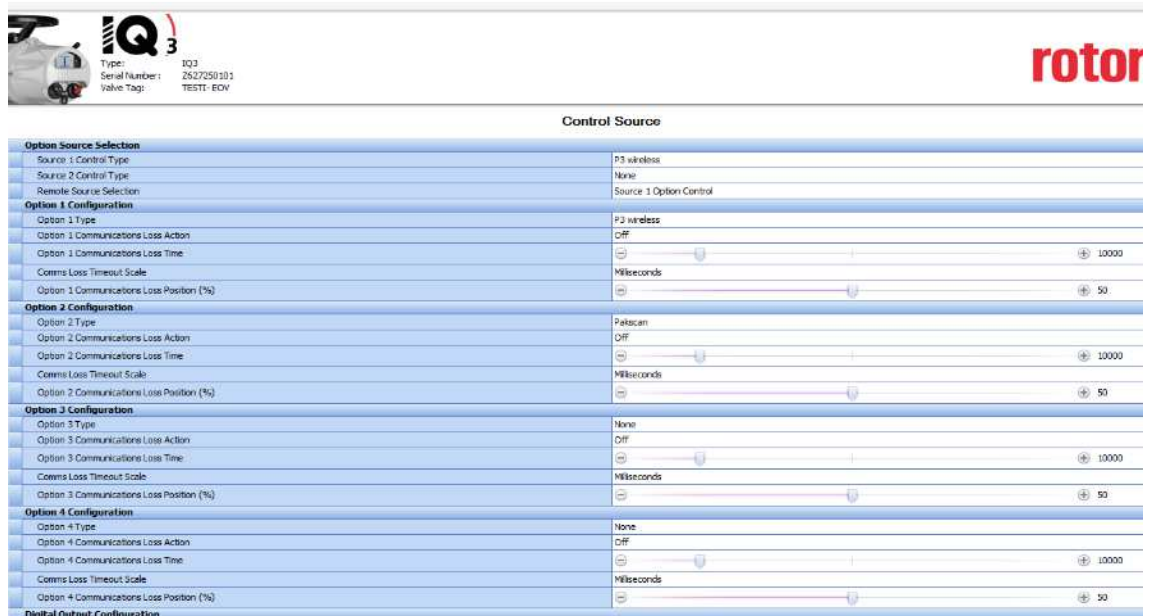 IQ3
Type: IQ3
Serial Number: Z627250101
Valve Tag: TESTI-EOV
rotor
Control Source
Option Source Selection
Source 1 Control Type P3 wireless
Source 2 Control Type None
Remote Source Selection Source 1 Option Control
Option 1 Configuration
Option 1 Type P3 wireless
Option 1 Communications Loss Action Off
Option 1 Communications Loss Time 10000
Comms Loss Timeout Scale Milliseconds
Option 1 Communications Loss Position (%) 50
Option 2 Configuration
Option 2 Type Pakscan
Option 2 Communications Loss Action Off
Option 2 Communications Loss Time 10000
Comms Loss Timeout Scale Milliseconds
Option 2 Communications Loss Position (%) 50
Option 3 Configuration
Option 3 Type None
Option 3 Communications Loss Action Off
Option 3 Communications Loss Time 10000
Comms Loss Timeout Scale Milliseconds
Option 3 Communications Loss Position (%) 50
Option 4 Configuration
Option 4 Type None
Option 4 Communications Loss Action Off
Option 4 Communications Loss Time 10000
Comms Loss Timeout Scale Milliseconds
Option 4 Communications Loss Position (%) 50
Digital Output Configuration